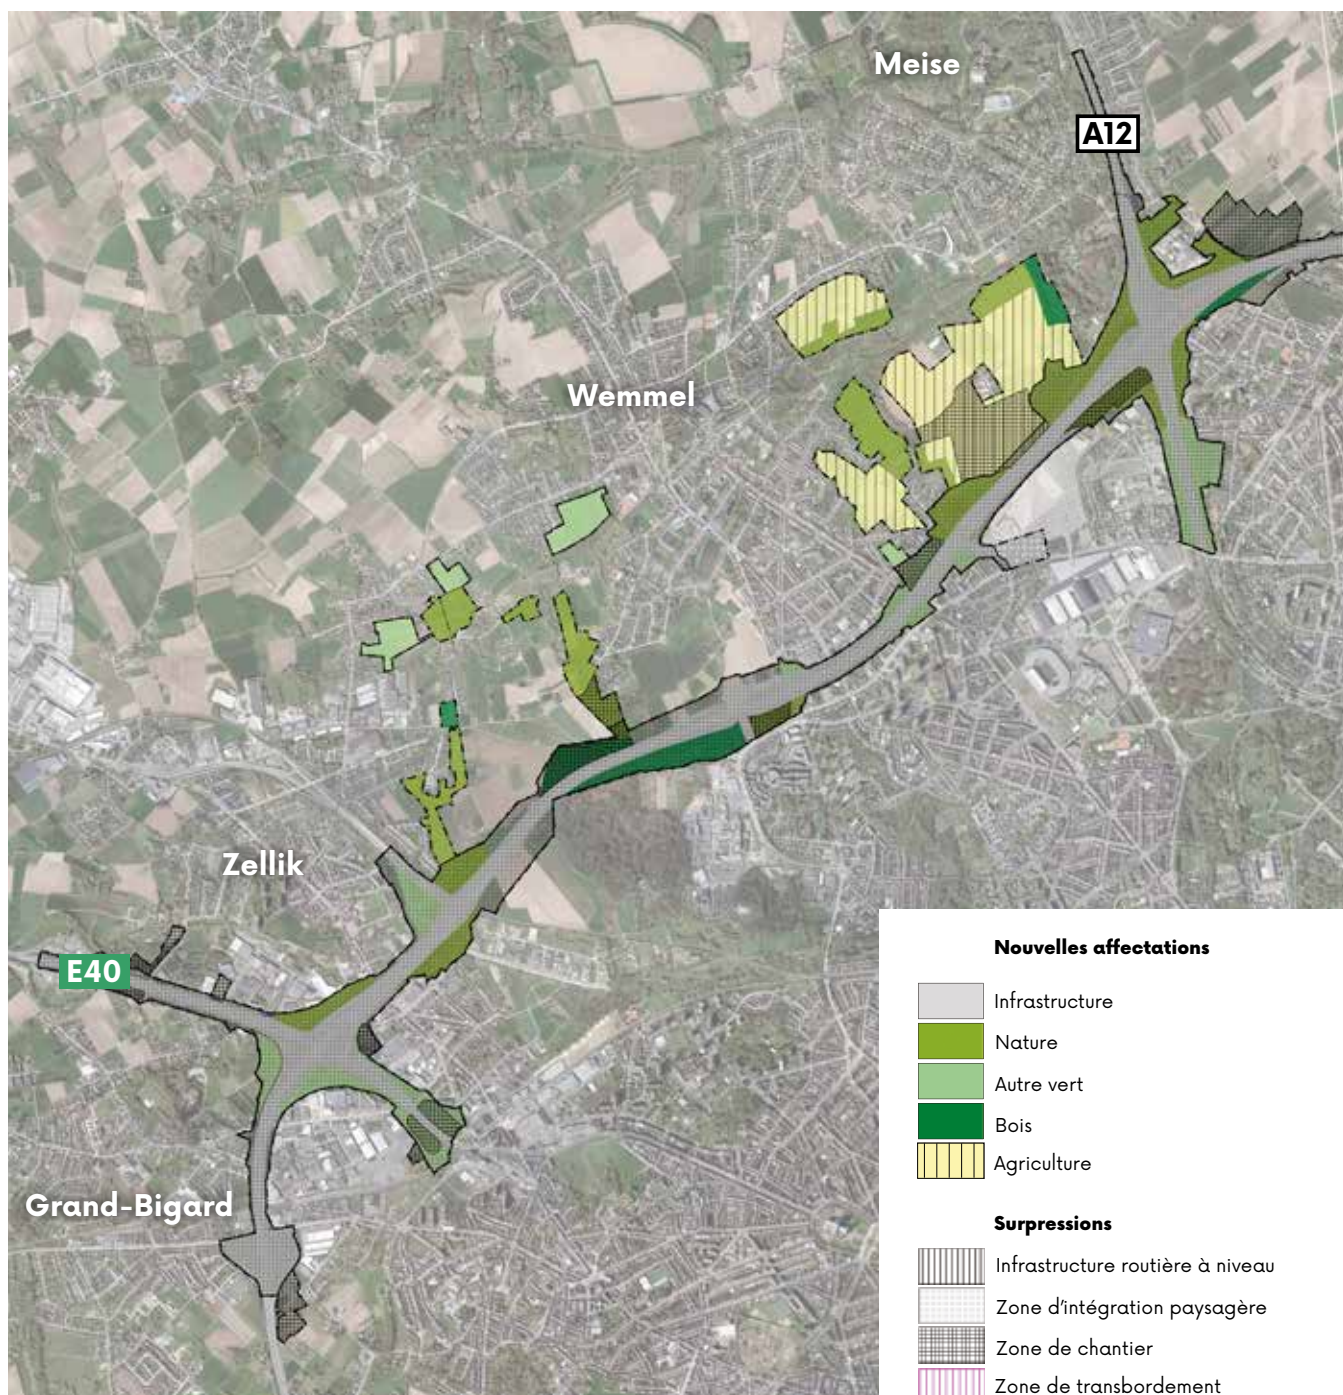 Meise
A12
Wemmel
Zellik
E40
Grand-Bigard
Nouvelles affectations
Infrastructure
Nature
Autre vert
Bois
Agriculture
Surpressions
Infrastructure routière à niveau
Zone d'intégration paysagère
Zone de chantier
Zone de transbordement